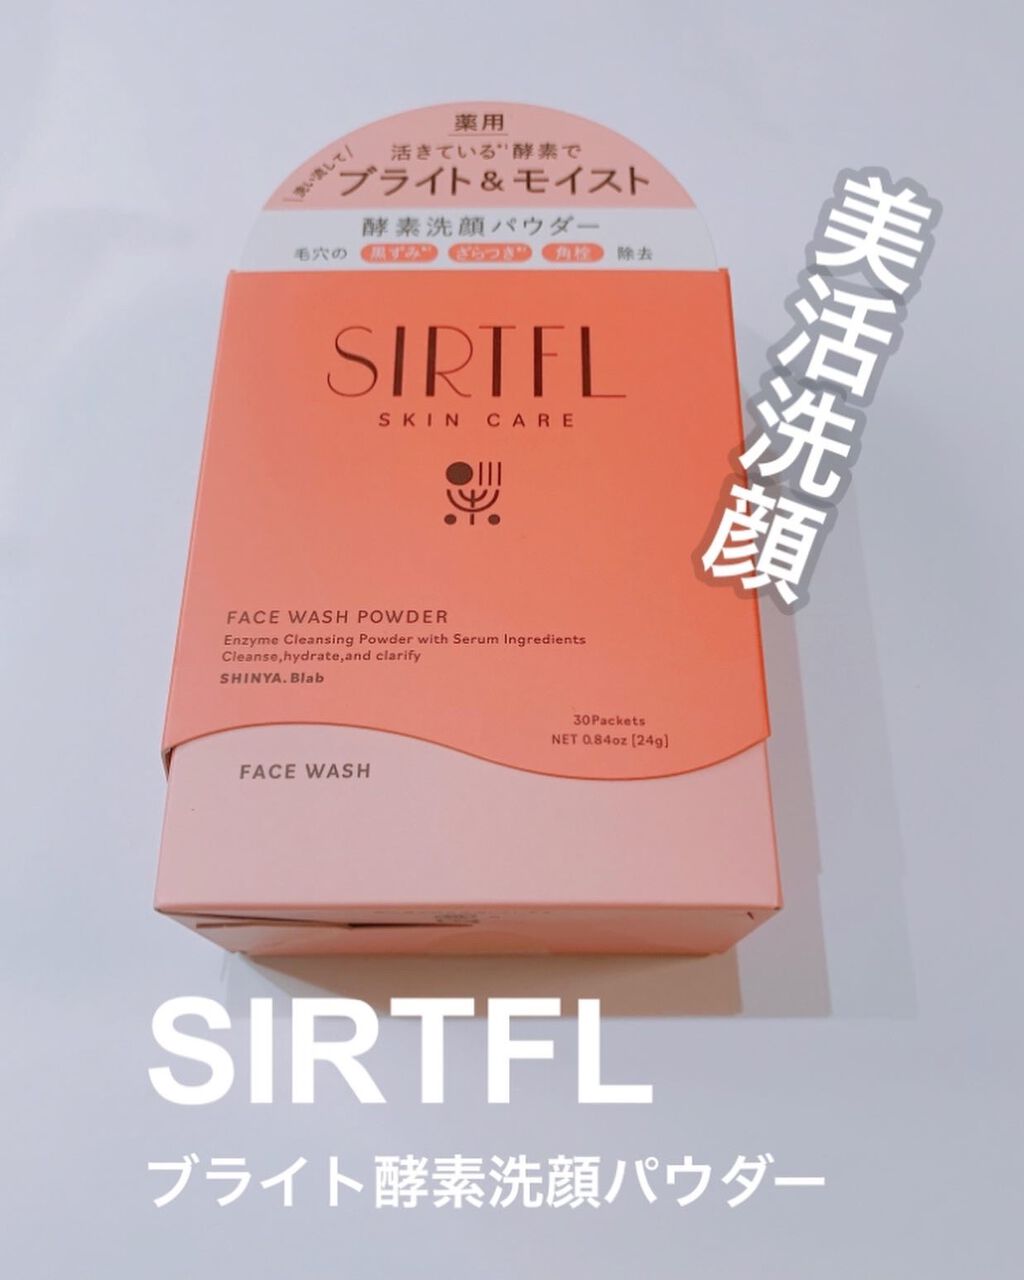 薬用
洗い流して
活きている*¹酵素で
ブライト&モイスト
酵素洗顔パウダー
毛穴の 黒ずみ*² ざらつき*² 角栓 除去
美活洗顔
SIRTFL
SKIN CARE
FACE WASH POWDER
Enzyme Cleansing Powder with Serum Ingredients
Cleanse,hydrate,and clarify
SHINYA.Blab
30Packets
NET 0.84oz [24g]
FACE WASH
SIRTFL
ブライト酵素洗顔パウダー